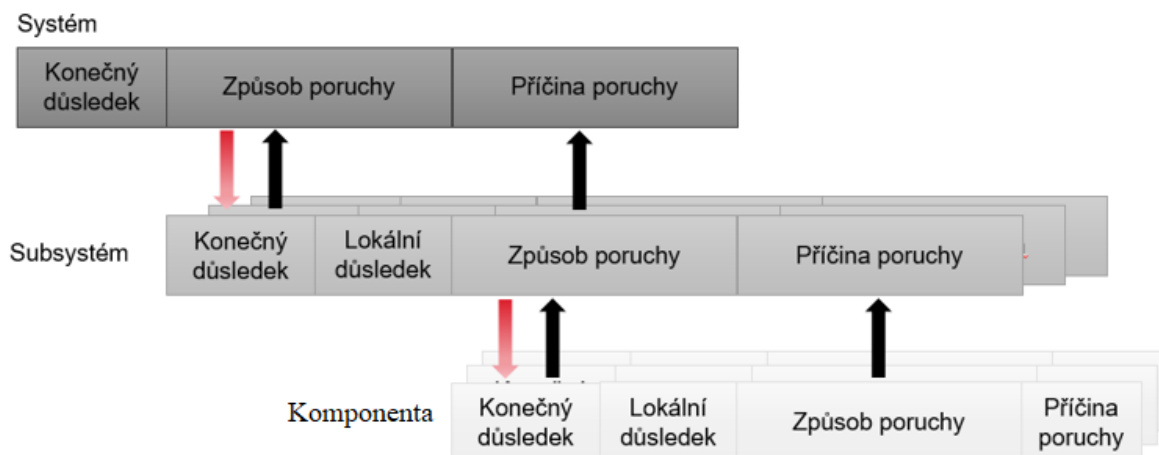 Systém
Konečný
důsledek
Způsob poruchy
Příčina poruchy
Subsystém
Konečný
důsledek
Lokální
důsledek
Způsob poruchy
Příčina poruchy
Komponenta
Konečný
důsledek
Lokální
důsledek
Způsob poruchy
Příčina
poruchy